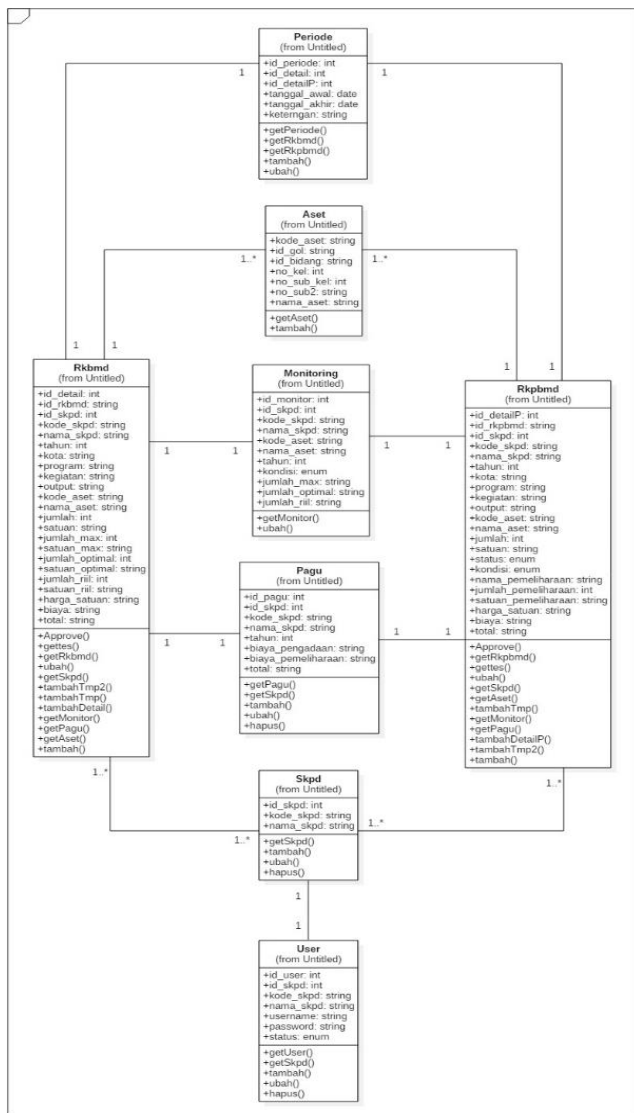 Periode
(from Untitled)
+id_periode: int
+id_detail: int
+id_detailP: int
+tanggal_awal: date
+tanggal_akhir: date
+keterngan: string
+getPeriode()
+getRkbmd()
+getRkpbmd()
+tambah()
+ubah()
1
1
Aset
(from Untitled)
+kode_aset: string
+id_gol: string
+id_bidang: string
+no_kel: int
+no_sub_kel: int
+no_sub2: string
+nama_aset: string
+getAset()
+tambah()
1..*
1..*
1
1
1
1
Rkbmd
(from Untitled)
+id_detail: int
+id_rkbmd: string
+id_skpd: int
+kode_skpd: string
+nama_skpd: string
+tahun: int
+kota: string
+program: string
+kegiatan: string
+output: string
+kode_aset: string
+nama_aset: string
+jumlah: int
+satuan: string
+jumlah_max: int
+satuan_max: string
+jumlah_optimal: int
+satuan_optimal: string
+jumlah_riil: int
+satuan_riil: string
+harga_satuan: string
+biaya: string
+total: string
+Approve()
+gettes()
+getRkbmd()
+ubah()
+getSkpd()
+tambahTmp2()
+tambahTmp()
+tambahDetail()
+getMonitor()
+getPagu()
+getAset()
+tambah()
Monitoring
(from Untitled)
+id_monitor: int
+id_skpd: int
+kode_skpd: string
+nama_skpd: string
+kode_aset: string
+nama_aset: string
+tahun: int
+kondisi: enum
+jumlah_max: string
+jumlah_optimal: string
+jumlah_riil: string
+getMonitor()
+ubah()
1
1
1
1
Pagu
(from Untitled)
+id_pagu: int
+id_skpd: int
+kode_skpd: string
+nama_skpd: string
+tahun: int
+biaya_pengadaan: string
+biaya_pemeliharaan: string
+total: string
+getPagu()
+getSkpd()
+tambah()
+ubah()
+hapus()
1
1
1
1
Rkpbmd
(from Untitled)
+id_detailP: int
+id_rkpbmd: string
+id_skpd: int
+kode_skpd: string
+nama_skpd: string
+tahun: int
+kota: string
+program: string
+kegiatan: string
+output: string
+kode_aset: string
+nama_aset: string
+jumlah: int
+satuan: string
+status: enum
+kondisi: enum
+nama_pemeliharaan: string
+jumlah_pemeliharaan: int
+satuan_pemeliharaan: string
+harga_satuan: string
+biaya: string
+total: string
+Approve()
+getRkpbmd()
+gettes()
+ubah()
+getSkpd()
+getAset()
+tambahTmp()
+getMonitor()
+getPagu()
+tambahDetailP()
+tambahTmp2()
+tambah()
1..*
1..*
Skpd
(from Untitled)
+id_skpd: int
+kode_skpd: string
+nama_skpd: string
+getSkpd()
+tambah()
+ubah()
+hapus()
1..*
1..*
1
1
User
(from Untitled)
+id_user: int
+id_skpd: int
+kode_skpd: string
+nama_skpd: string
+username: string
+password: string
+status: enum
+getUser()
+getSkpd()
+tambah()
+ubah()
+hapus()